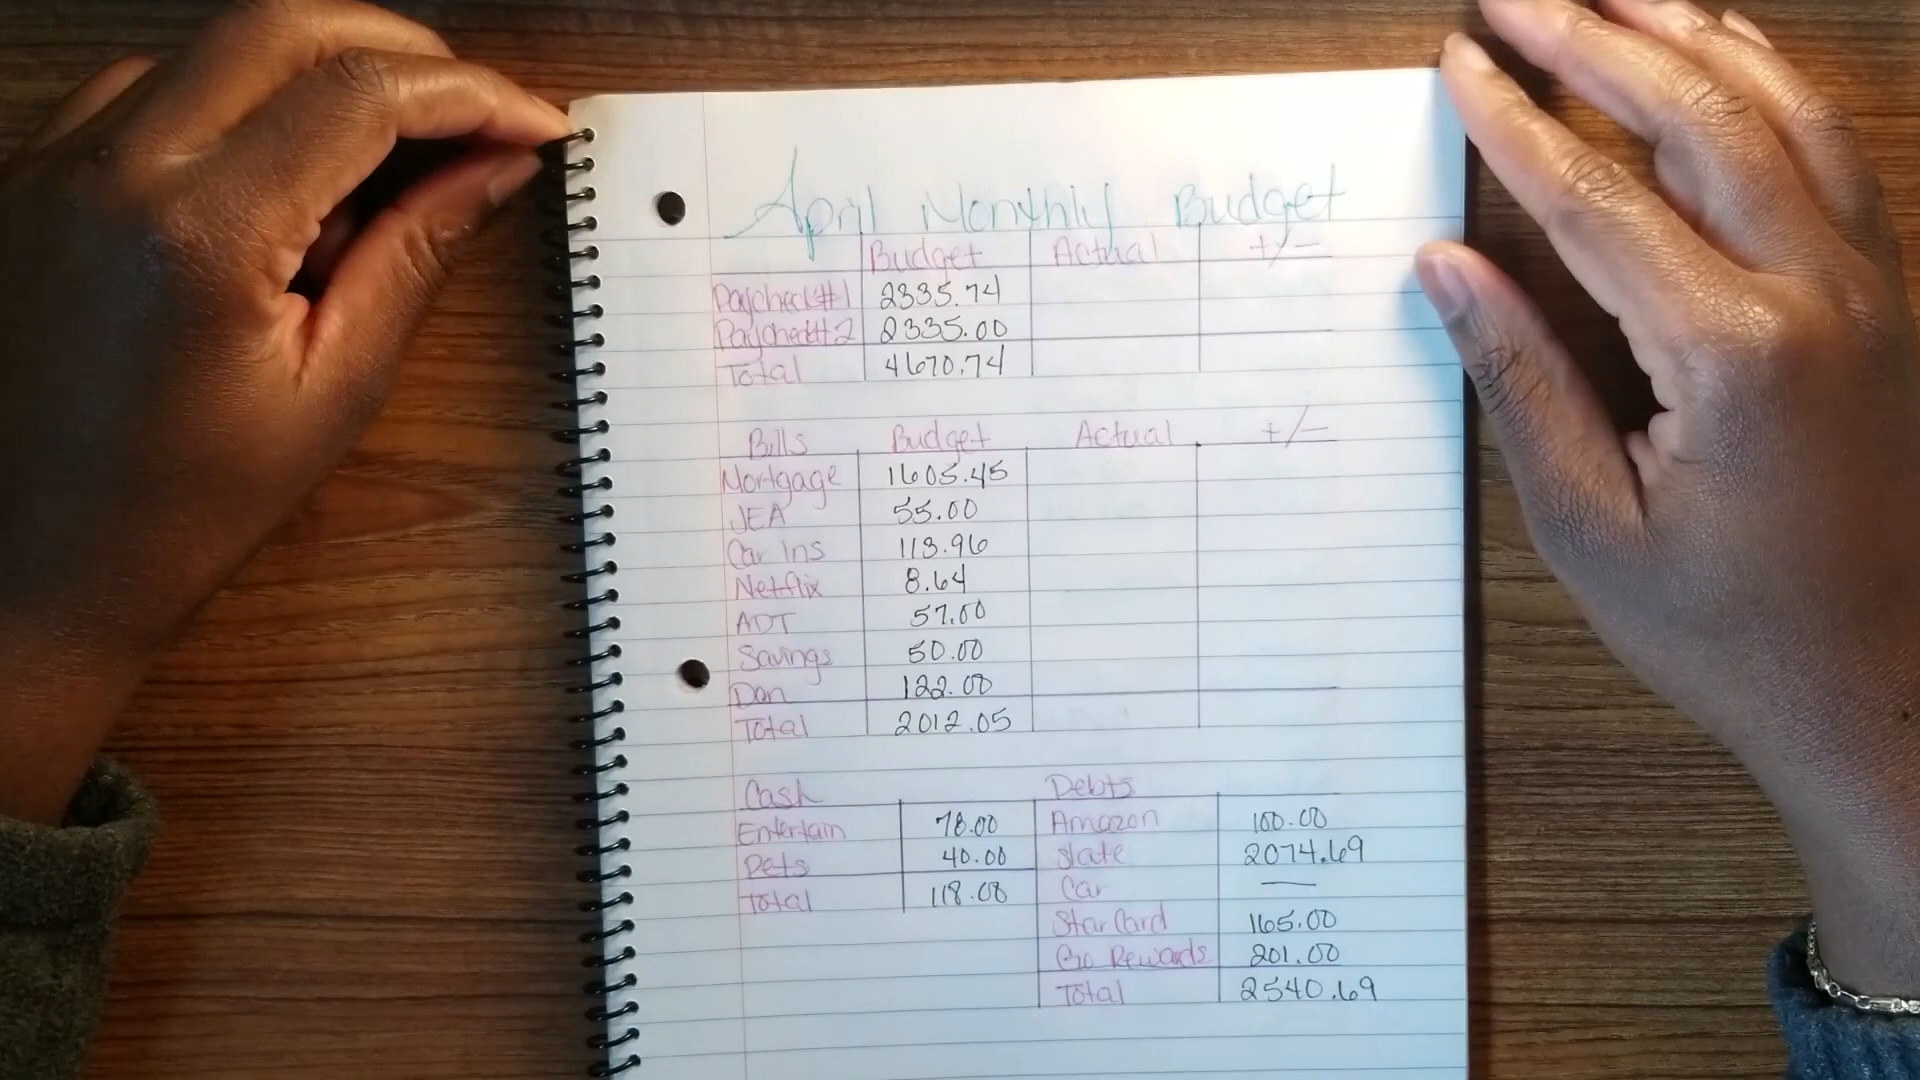 April Monthly Budget
Budget Actual +/-
Paycheck#1 2335.74
Paycheck#2 2335.00
Total 4670.74
Bills Budget Actual +/-
Mortgage 1605.45
JEA 55.00
Car Ins 113.96
Netflix 8.64
ADT 57.00
Savings 50.00
Dan 122.00
Total 2012.05
Cash Debts
Entertain 78.00 Amazon 100.00
Pets 40.00 Slate 2074.69
Total 118.00 Car —
Star Card 165.00
Go Rewards 201.00
Total 2540.69